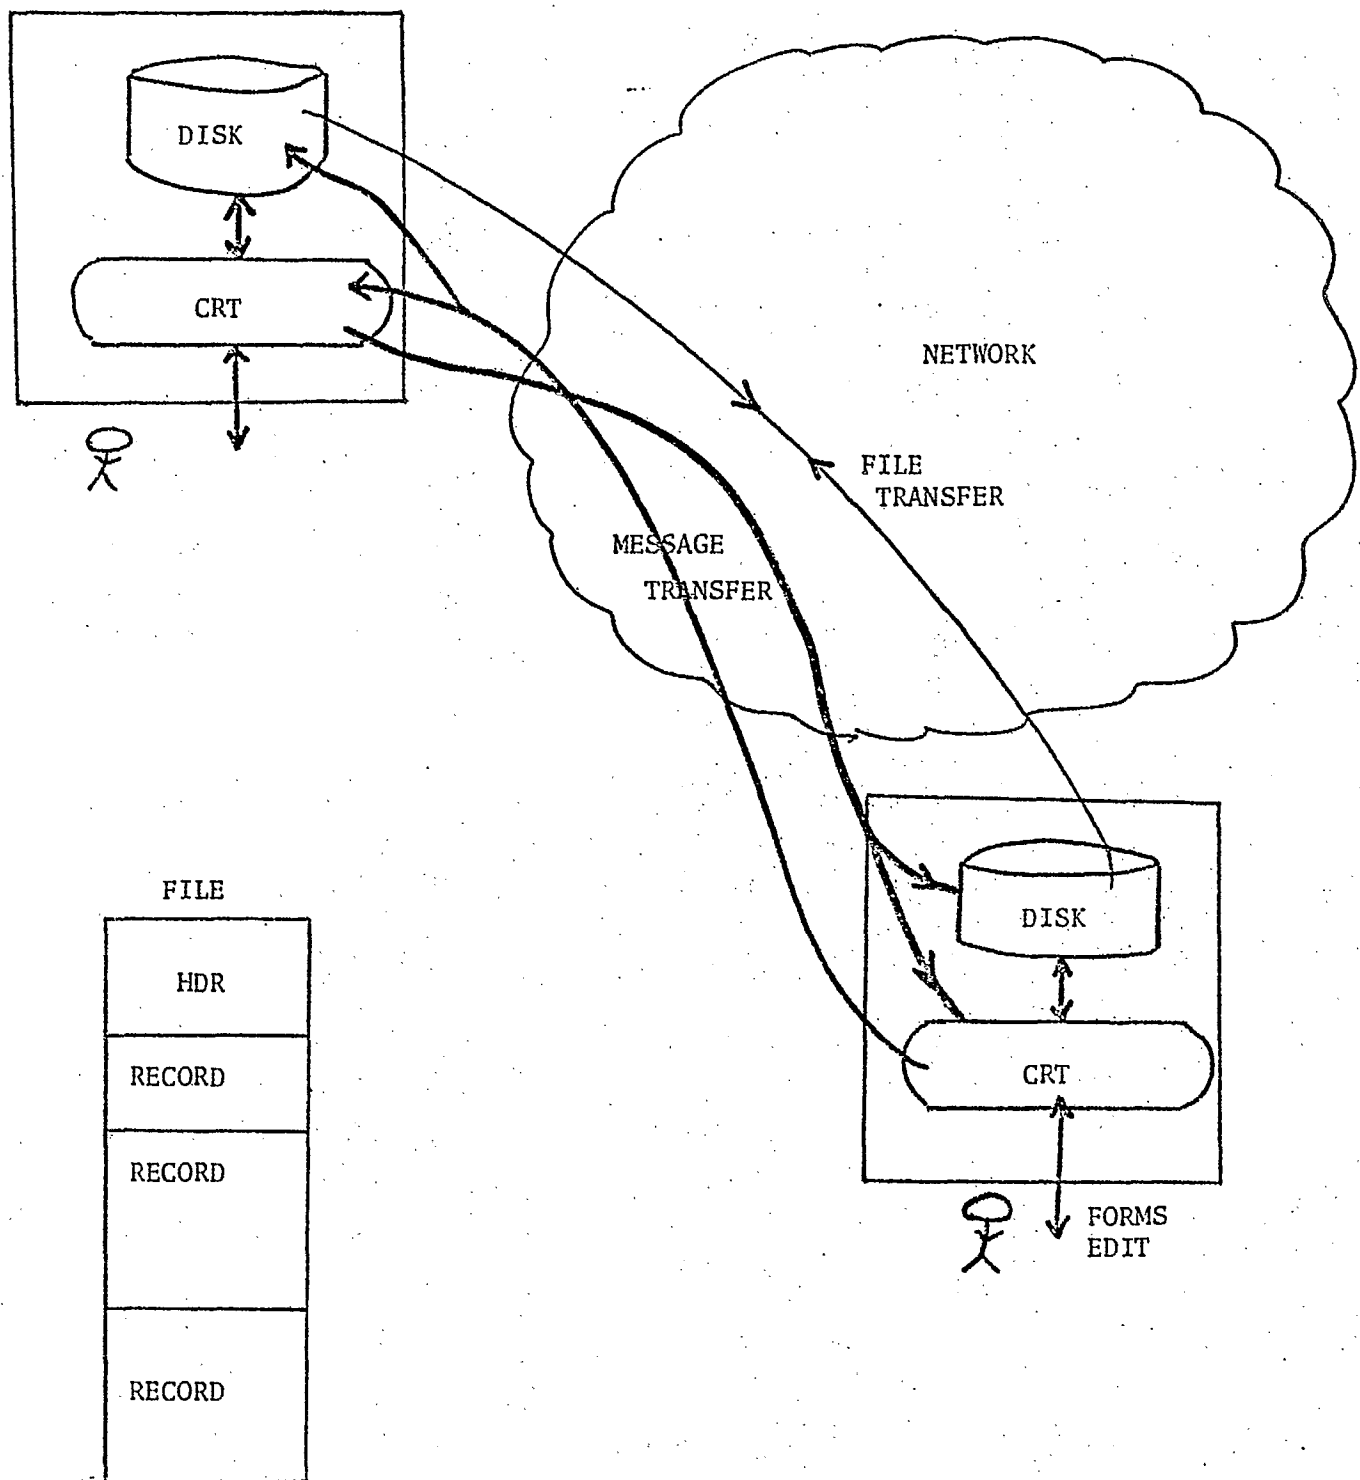 DISK
CRT
NETWORK
FILE
TRANSFER
MESSAGE
TRANSFER
DISK
CRT
FORMS
EDIT
FILE
HDR
RECORD
RECORD
RECORD